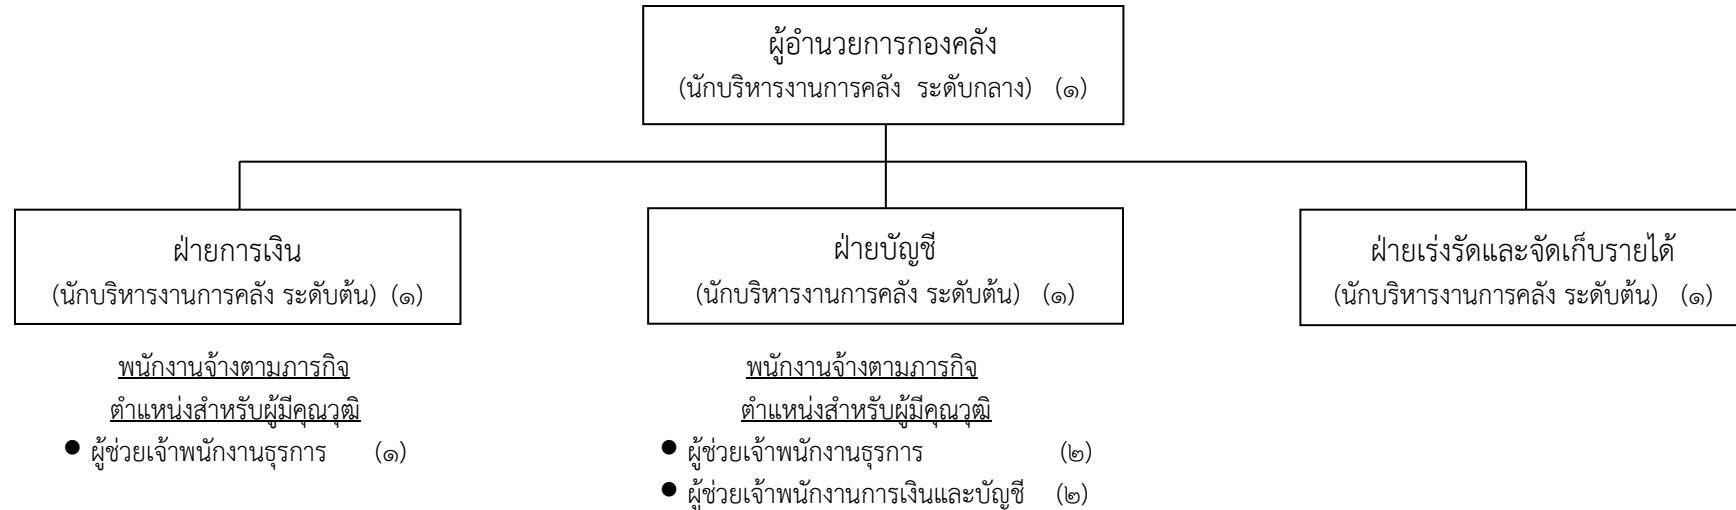 ผู้อำนวยการกองคลัง
(นักบริหารงานการคลัง ระดับกลาง) (๑)
ฝ่ายการเงิน
(นักบริหารงานการคลัง ระดับต้น) (๑)
พนักงานจ้างตามภารกิจ
ตำแหน่งสำหรับผู้มีคุณวุฒิ
● ผู้ช่วยเจ้าพนักงานธุรการ (๑)
ฝ่ายบัญชี
(นักบริหารงานการคลัง ระดับต้น) (๑)
พนักงานจ้างตามภารกิจ
ตำแหน่งสำหรับผู้มีคุณวุฒิ
● ผู้ช่วยเจ้าพนักงานธุรการ (๒)
● ผู้ช่วยเจ้าพนักงานการเงินและบัญชี (๒)
ฝ่ายเร่งรัดและจัดเก็บรายได้
(นักบริหารงานการคลัง ระดับต้น) (๑)